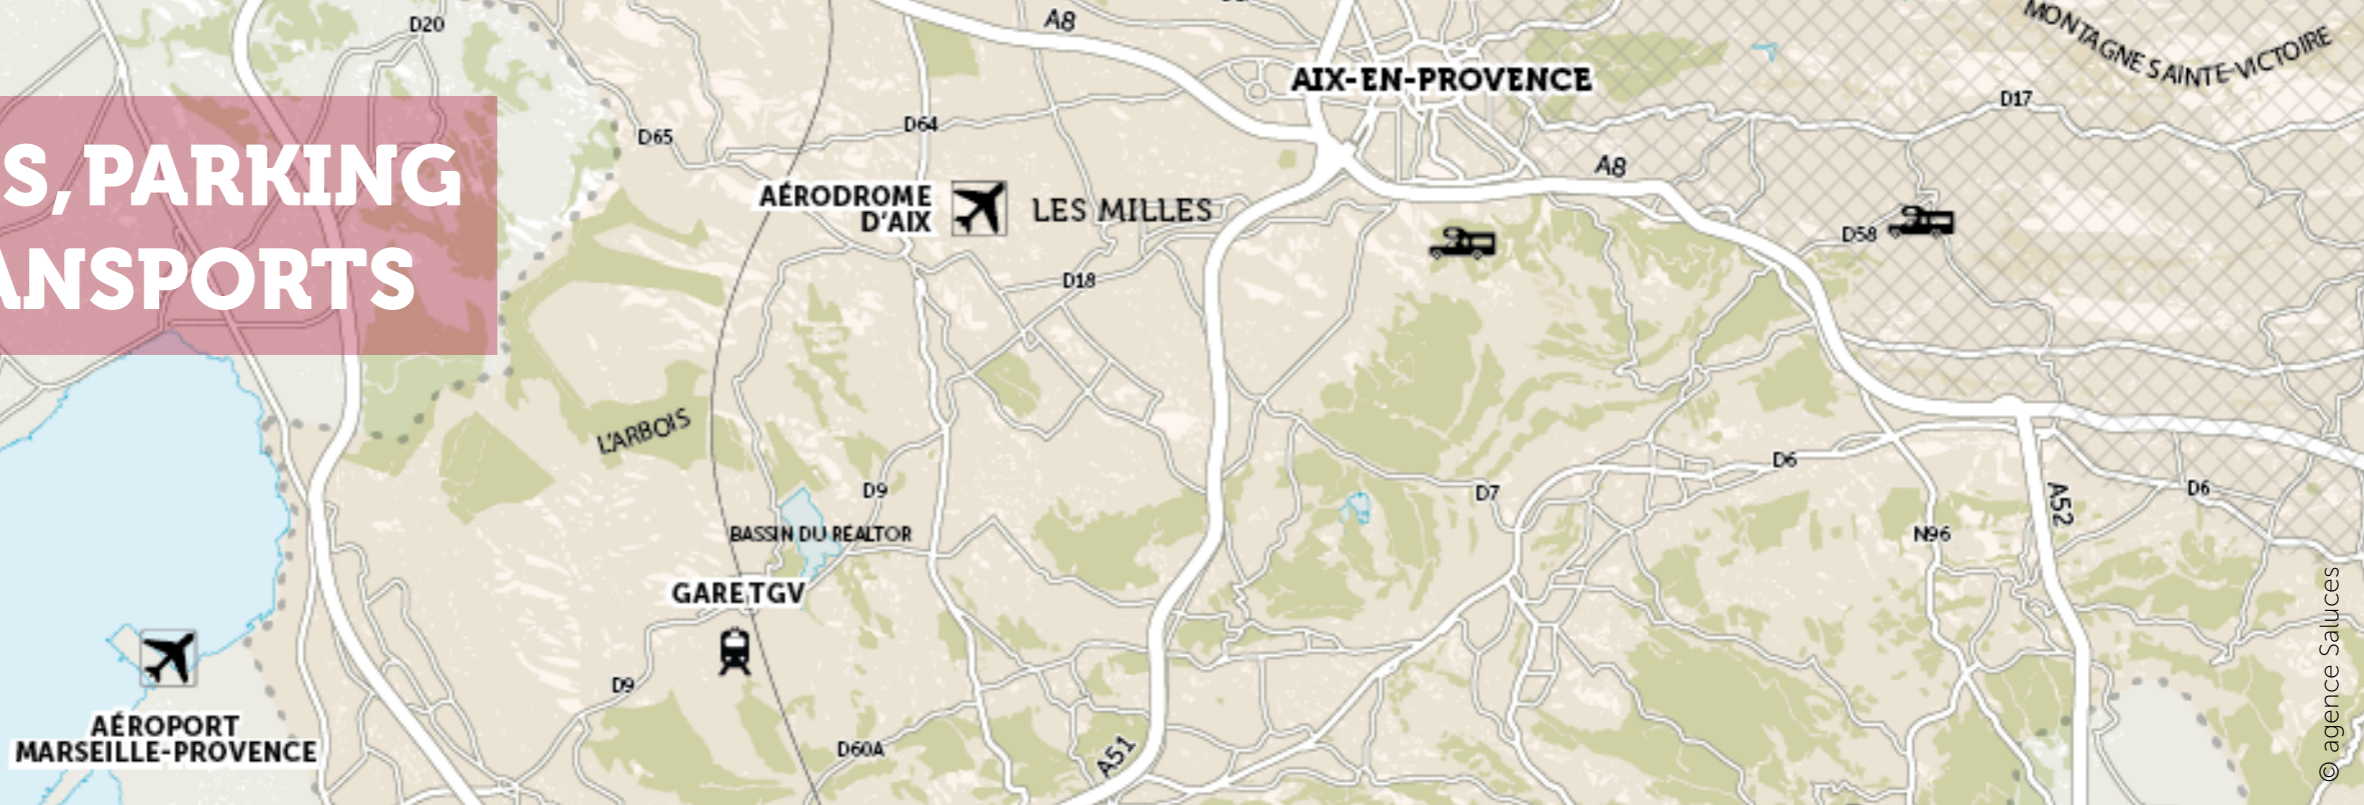 D20
A8
MONTAGNE SAINTE-VICTOIRE
AIX-EN-PROVENCE
D17
D64
D65
S, PARKING
ANSPORTS
A8
AÉRODROME
D'AIX
LES MILLES
D58
D18
L'ARBOIS
D6
D9
D7
D6
A52
BASSIN DU RÉALTOR
N96
GARE TGV
D9
AÉROPORT
MARSEILLE-PROVENCE
D60A
A51
© agence Saluces